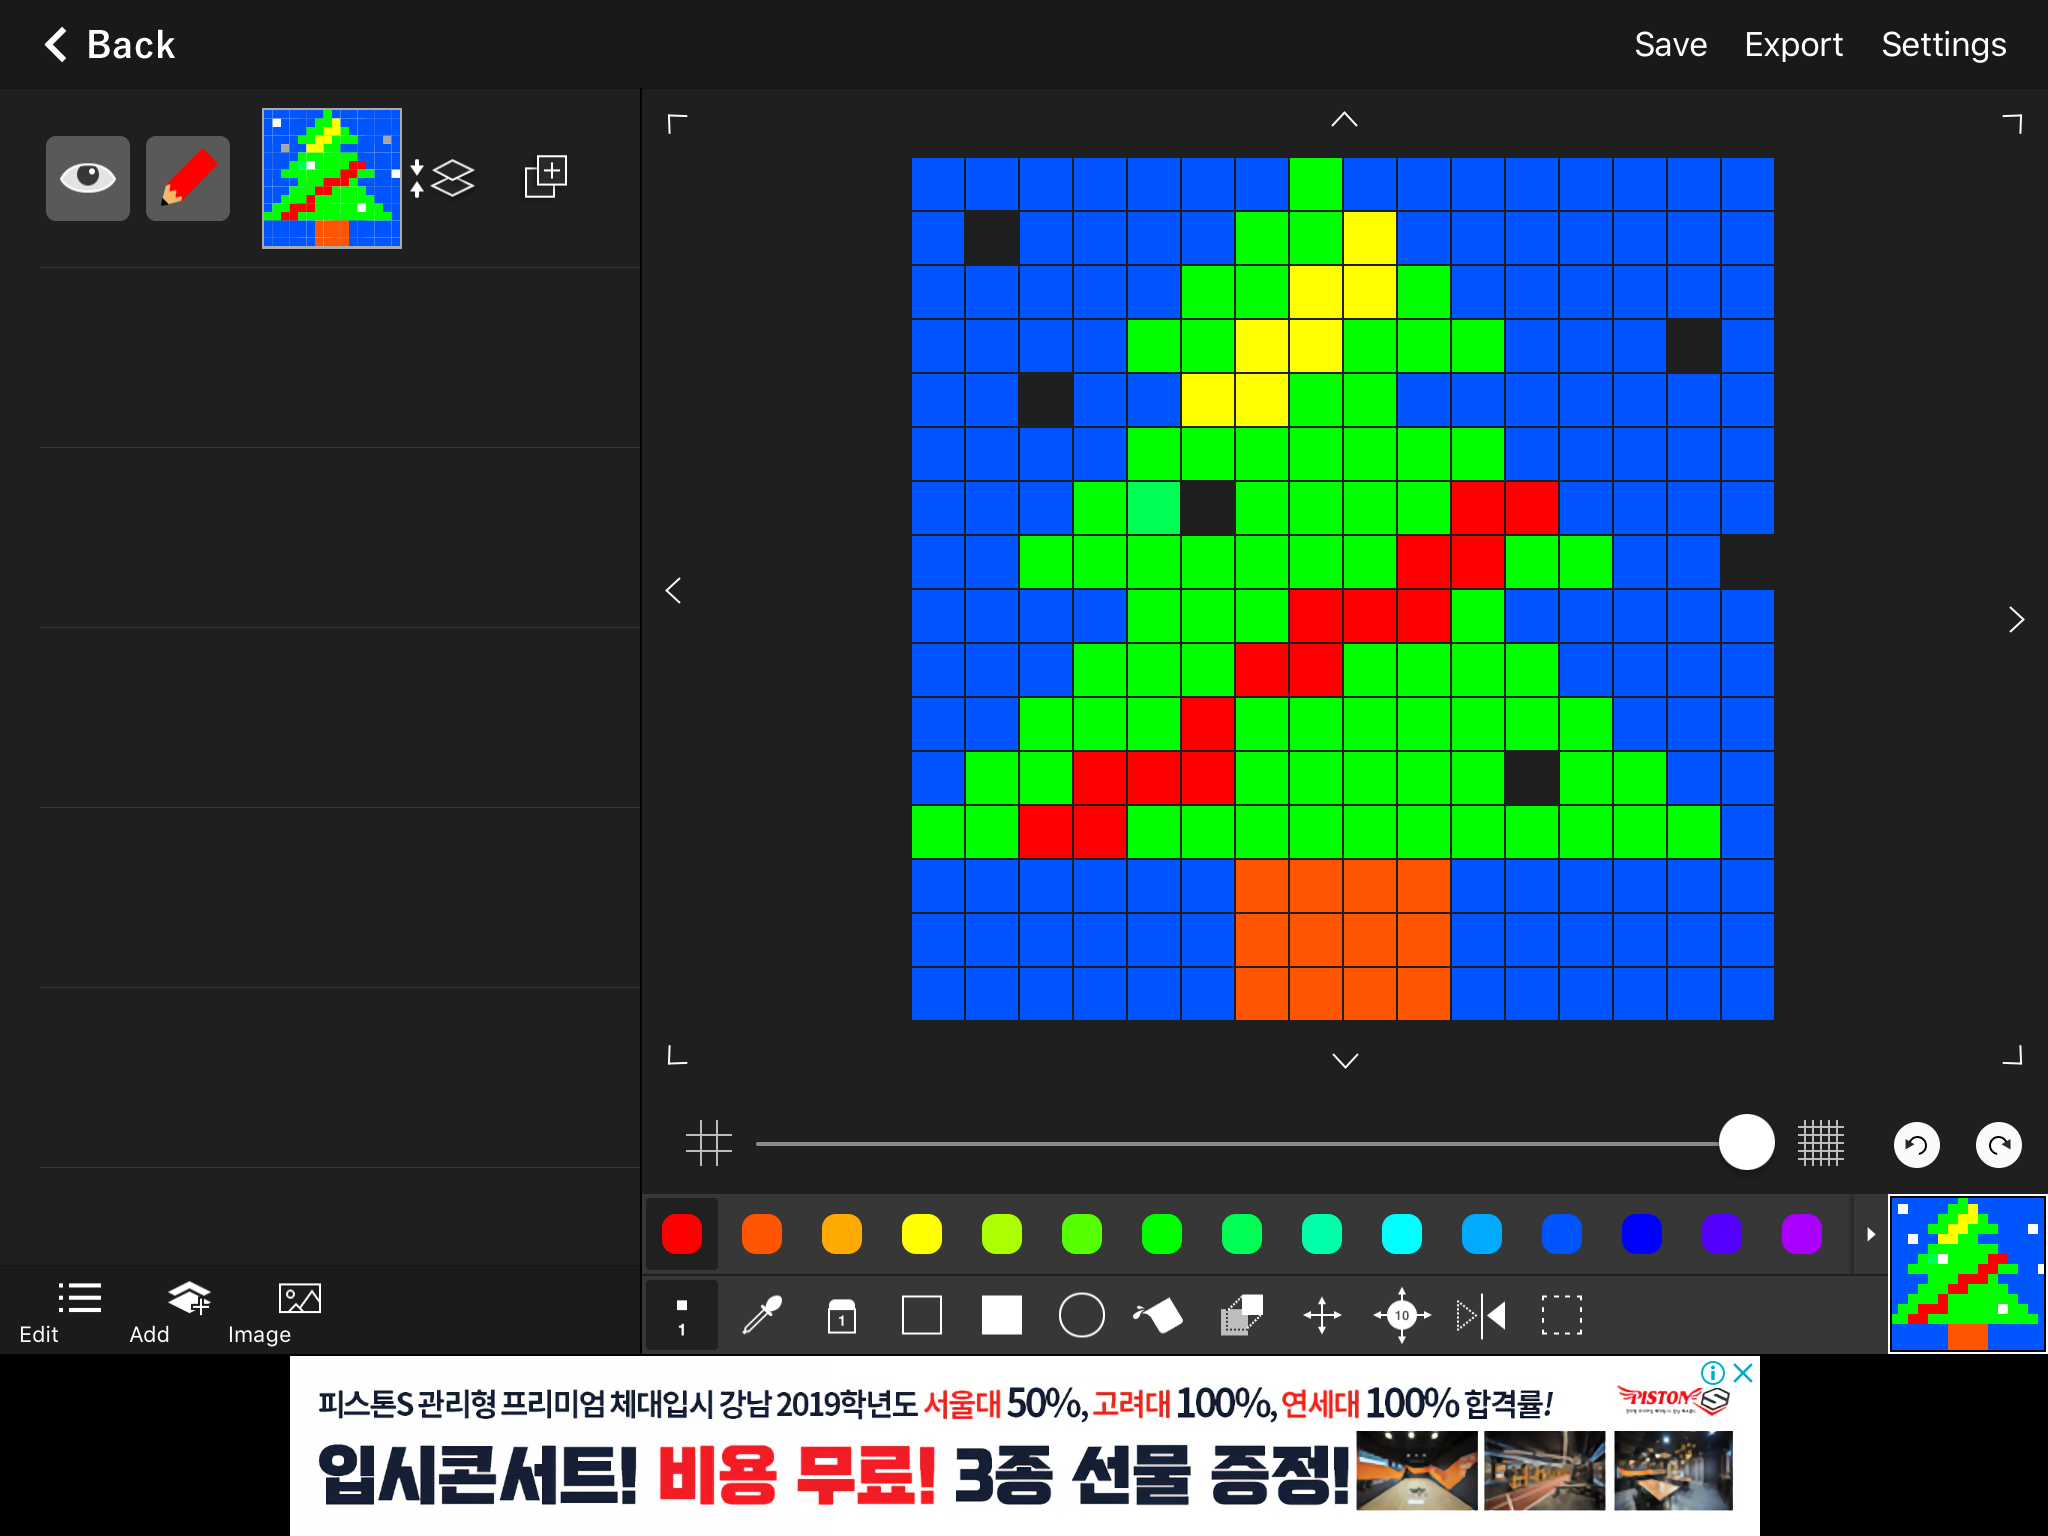 Back
Save Export Settings
1
1
10
Edit Add Image
피스톤S 관리형 프리미엄 체대입시 강남 2019학년도 서울대 50%, 고려대 100%, 연세대 100% 합격률!
PISTON S
입시콘서트! 비용 무료! 3종 선물 증정!